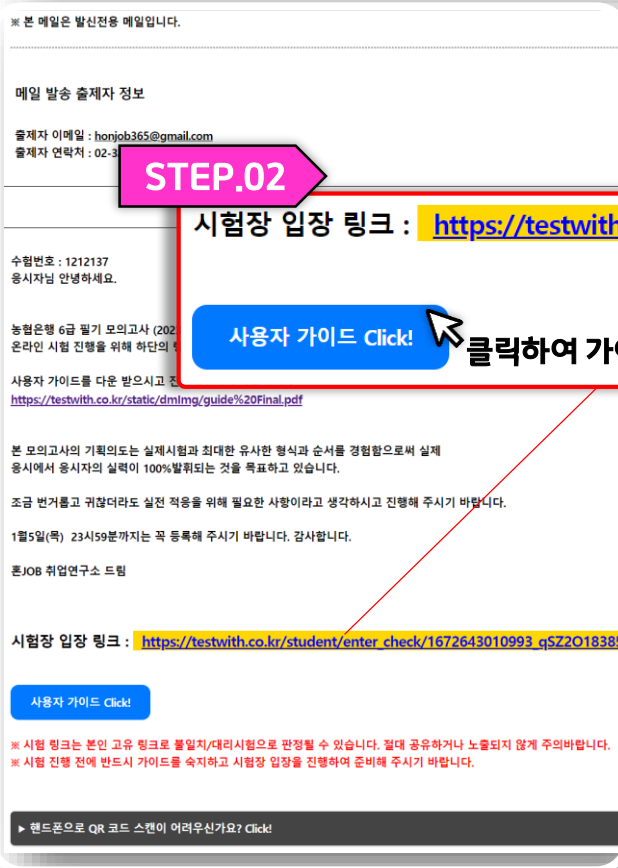 ※ 본 메일은 발신전용 메일입니다.
메일 발송 출제자 정보
출제자 이메일 : honjob365@gmail.com
출제자 연락처 : 02-3
STEP.02
시험장 입장 링크 : https://testwith
사용자 가이드 Click!
클릭하여 가이
수험번호 : 1212137
응시자님 안녕하세요.
농협은행 6급 필기 모의고사 (202
온라인 시험 진행을 위해 하단의
사용자 가이드를 다운 받으시고 진
https://testwith.co.kr/static/dmImg/guide%20Final.pdf
본 모의고사의 기획의도는 실제시험과 최대한 유사한 형식과 순서를 경험함으로써 실제
응시에서 응시자의 실력이 100%발휘되는 것을 목표하고 있습니다.
조금 번거롭고 귀찮더라도 실전 적응을 위해 필요한 사항이라고 생각하시고 진행해 주시기 바랍니다.
1월5일(목) 23시59분까지는 꼭 등록해 주시기 바랍니다. 감사합니다.
혼JOB 취업연구소 드림
시험장 입장 링크 : https://testwith.co.kr/student/enter_check/1672643010993_qSZ2O18385
사용자 가이드 Click!
※ 시험 링크는 본인 고유 링크로 불일치/대리시험으로 판정될 수 있습니다. 절대 공유하거나 노출되지 않게 주의바랍니다.
※ 시험 진행 전에 반드시 가이드를 숙지하고 시험장 입장을 진행하여 준비해 주시기 바랍니다.
▶ 핸드폰으로 QR 코드 스캔이 어려우신가요? Click!